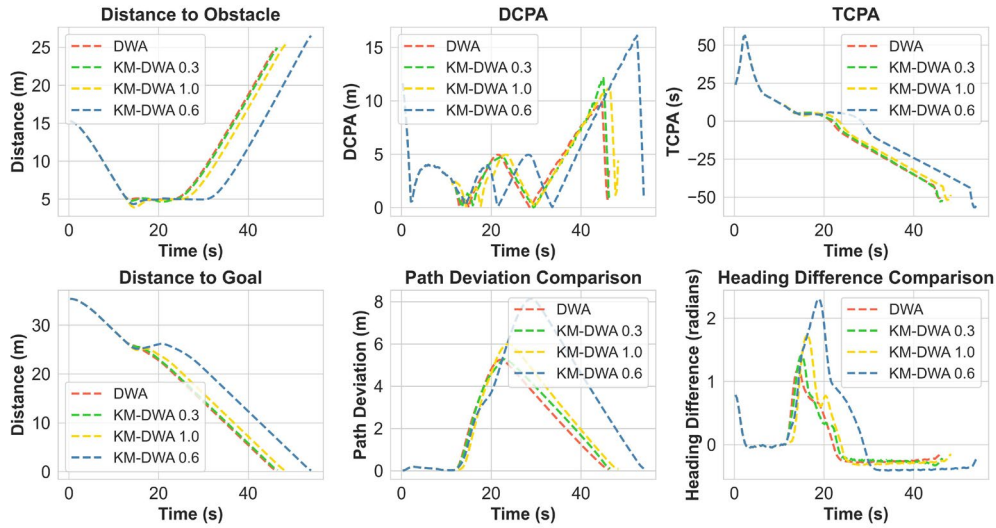 Distance to Obstacle
Distance (m)
25
20
15
10
5
0
20
40
Time (s)
DWA
KM-DWA 0.3
KM-DWA 1.0
KM-DWA 0.6
DCPA
DCPA (m)
15
10
5
0
0
20
40
Time (s)
DWA
KM-DWA 0.3
KM-DWA 1.0
KM-DWA 0.6
TCPA
TCPA (s)
50
25
0
−25
−50
0
20
40
Time (s)
DWA
KM-DWA 0.3
KM-DWA 1.0
KM-DWA 0.6
Distance to Goal
Distance (m)
30
20
10
0
0
20
40
Time (s)
DWA
KM-DWA 0.3
KM-DWA 1.0
KM-DWA 0.6
Path Deviation Comparison
Path Deviation (m)
8
6
4
2
0
0
20
40
Time (s)
DWA
KM-DWA 0.3
KM-DWA 1.0
KM-DWA 0.6
Heading Difference Comparison
Heading Difference (radians)
2
1
0
0
20
40
Time (s)
DWA
KM-DWA 0.3
KM-DWA 1.0
KM-DWA 0.6